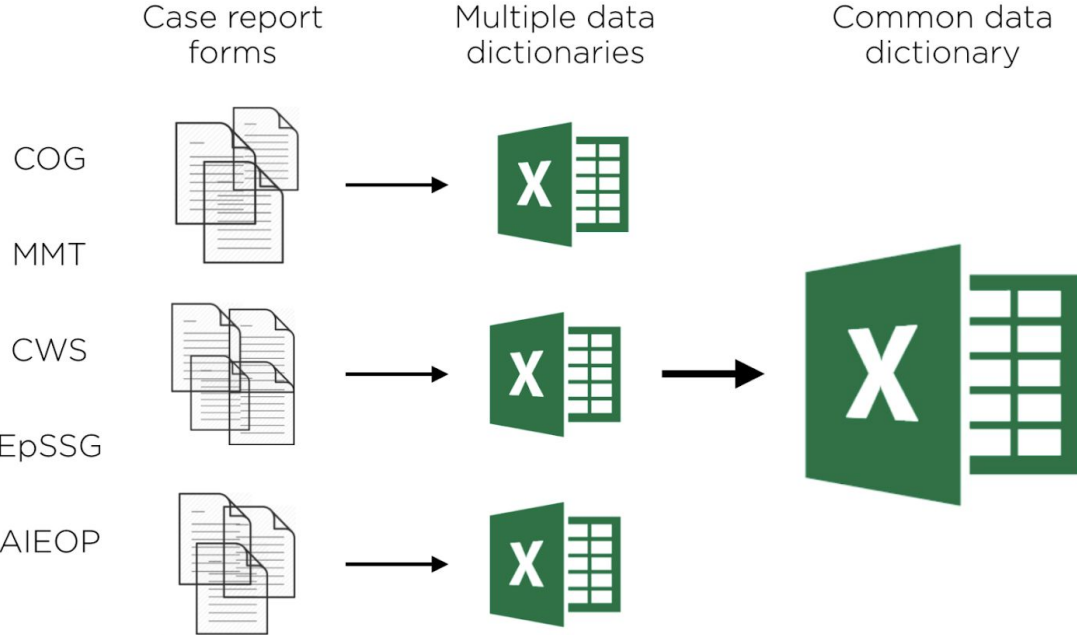 Case report
forms
Multiple data
dictionaries
Common data
dictionary
COG
MMT
CWS
EpSSG
AIEOP
X
X
X
X